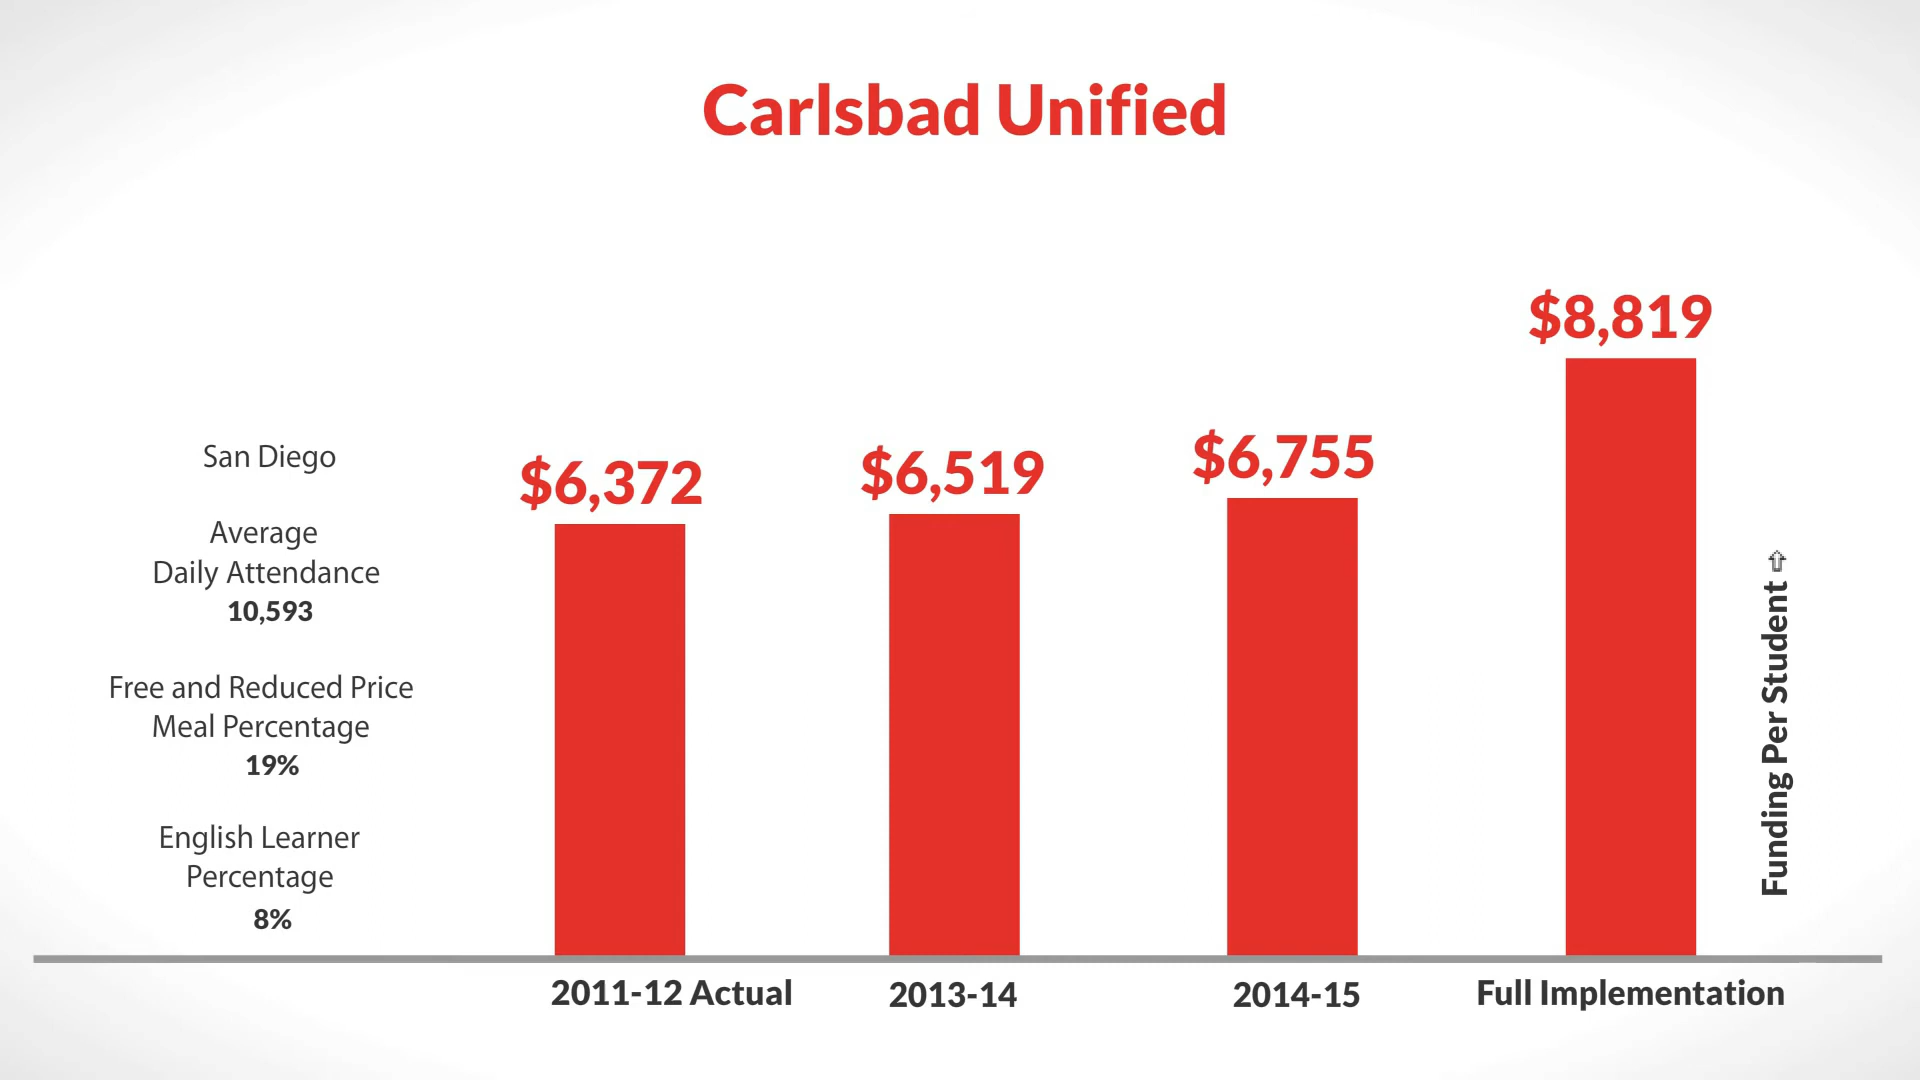 Carlsbad Unified
San Diego
Average
Daily Attendance
10,593
Free and Reduced Price
Meal Percentage
19%
English Learner
Percentage
8%
$6,372
$6,519
$6,755
$8,819
2011-12 Actual
2013-14
2014-15
Full Implementation
Funding Per Student ⇧